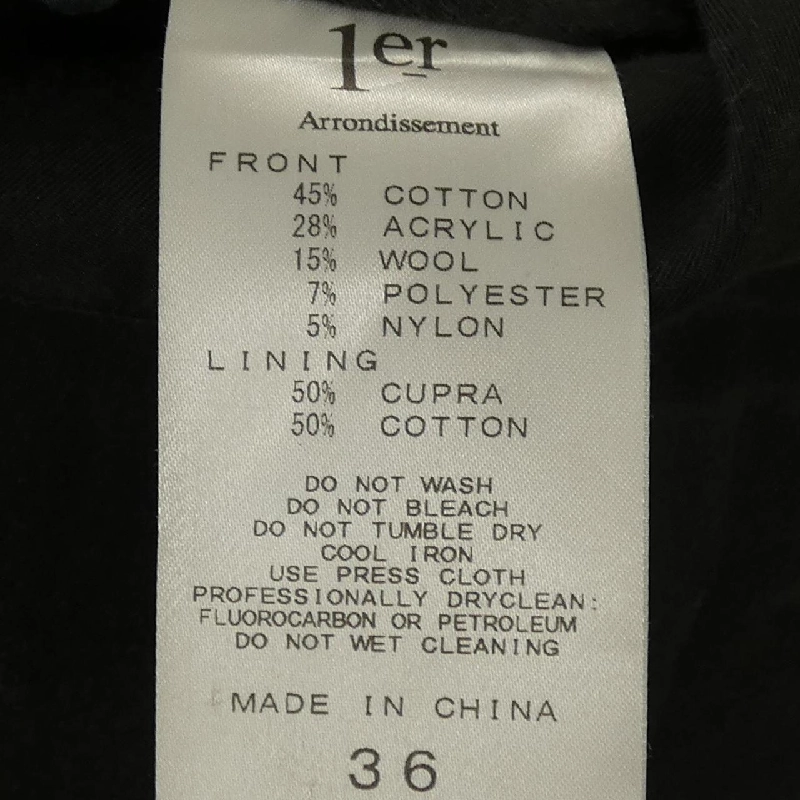 1er
Arrondissement
FRONT
45% COTTON
28% ACRYLIC
15% WOOL
7% POLYESTER
5% NYLON
LINING
50% CUPRA
50% COTTON
DO NOT WASH
DO NOT BLEACH
DO NOT TUMBLE DRY
COOL IRON
USE PRESS CLOTH
PROFESSIONALLY DRYCLEAN:
FLUOROCARBON OR PETROLEUM
DO NOT WET CLEANING
MADE IN CHINA
36